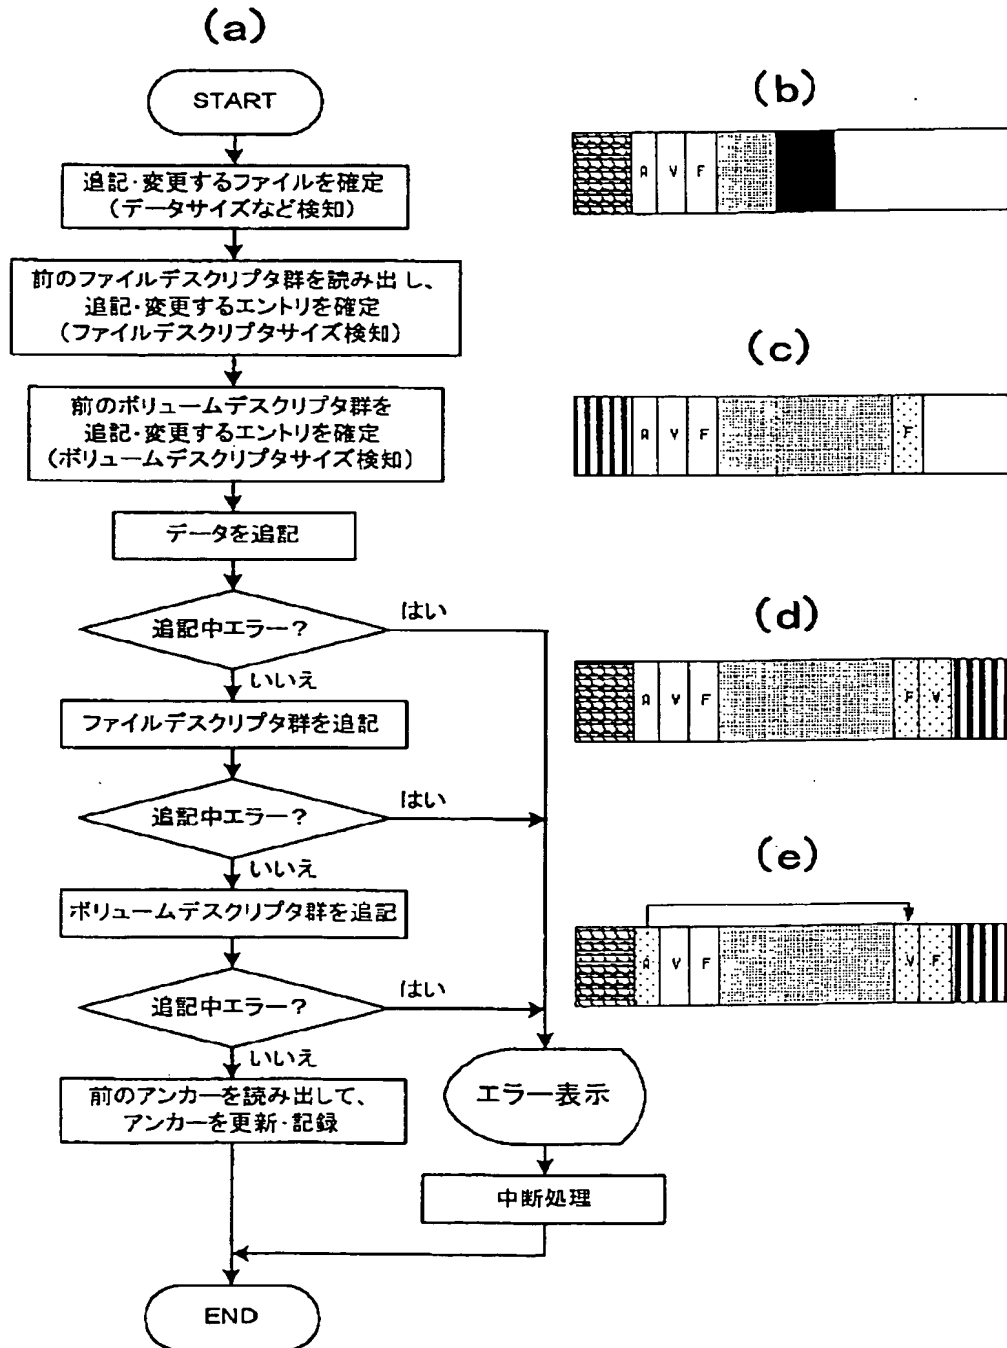 (a)
START
追記・変更するファイルを確定
(データサイズなど検知)
前のファイルデスクリプタ群を読み出し、
追記・変更するエントリを確定
(ファイルデスクリプタサイズ検知)
前のボリュームデスクリプタ群を
追記・変更するエントリを確定
(ボリュームデスクリプタサイズ検知)
データを追記
追記中エラー?
はい
いいえ
ファイルデスクリプタ群を追記
追記中エラー?
はい
いいえ
ボリュームデスクリプタ群を追記
追記中エラー?
はい
いいえ
前のアンカーを読み出して、
アンカーを更新・記録
エラー表示
中断処理
END
(b)
A V F
(c)
A V F F
(d)
A V F F V
(e)
A V F V F